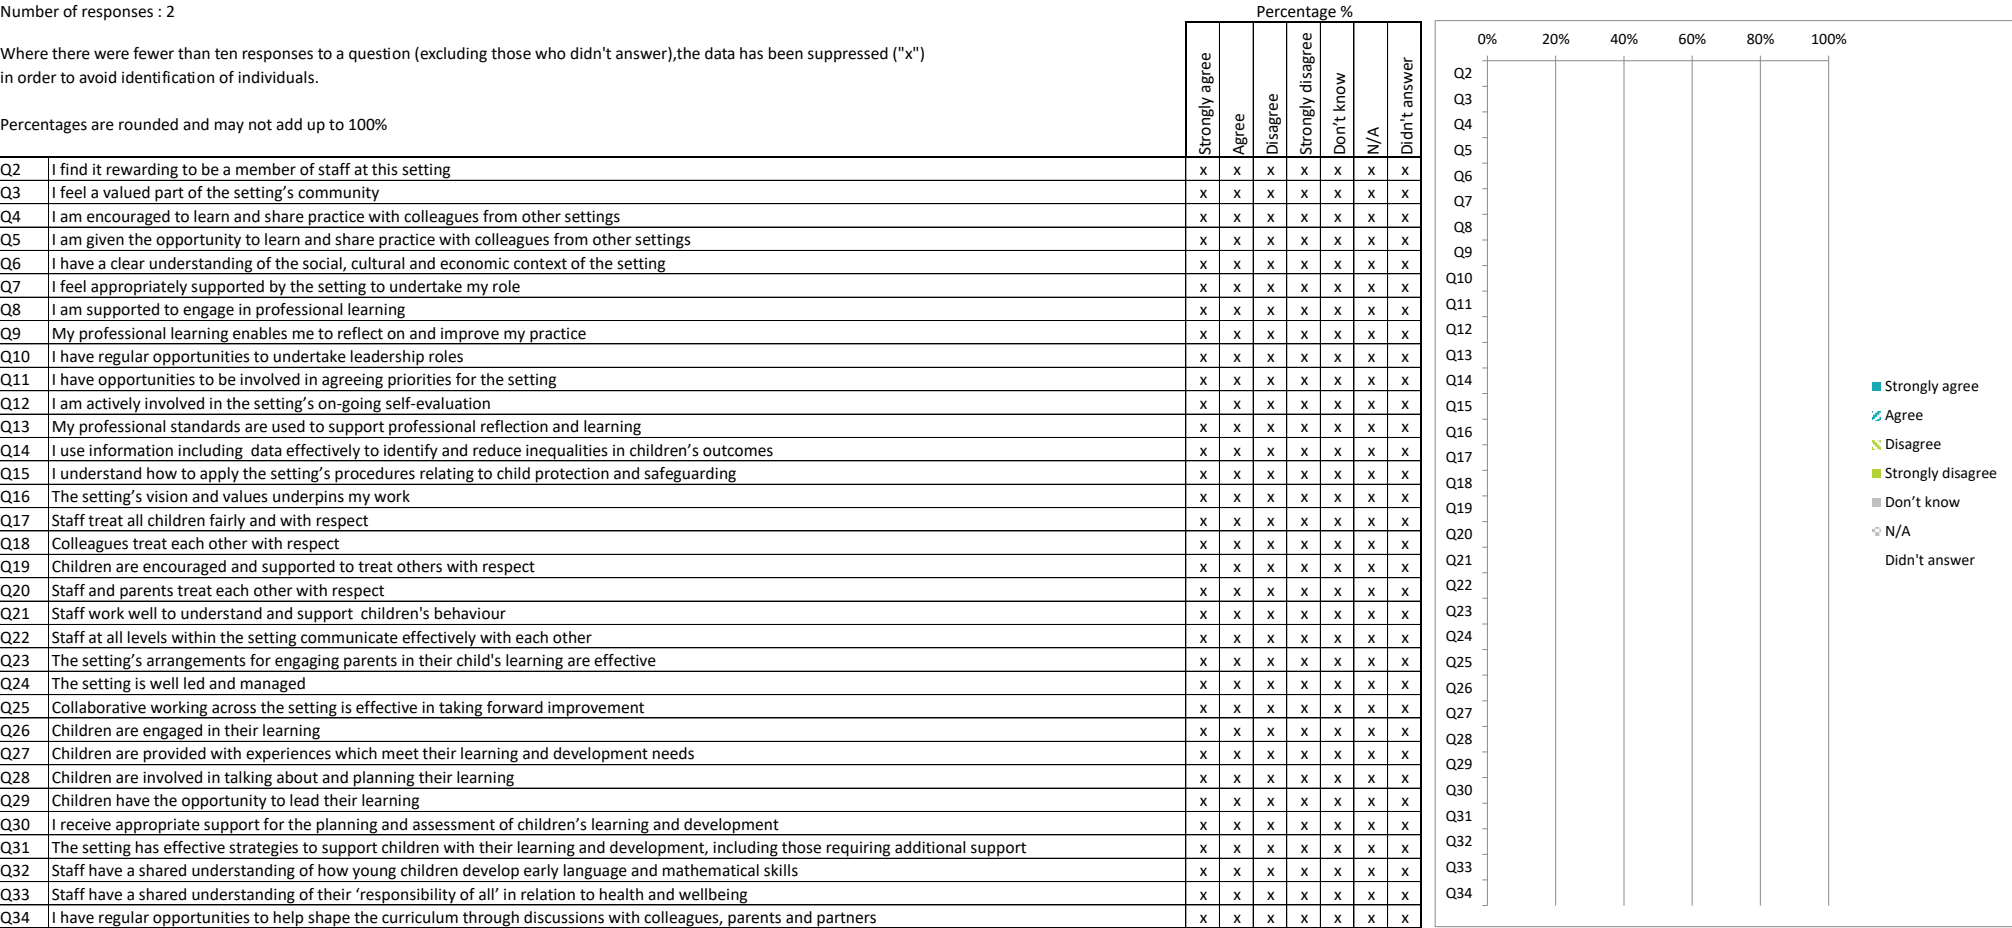 Number of responses : 2
Percentage %
Where there were fewer than ten responses to a question (excluding those who didn't answer),the data has been suppressed ("x")
in order to avoid identification of individuals.
Percentages are rounded and may not add up to 100%
Strongly agree
Agree
Disagree
Strongly disagree
Don't know
N/A
Didn't answer
Q2 I find it rewarding to be a member of staff at this setting x x x x x x x
Q3 I feel a valued part of the setting’s community x x x x x x x
Q4 I am encouraged to learn and share practice with colleagues from other settings x x x x x x x
Q5 I am given the opportunity to learn and share practice with colleagues from other settings x x x x x x x
Q6 I have a clear understanding of the social, cultural and economic context of the setting x x x x x x x
Q7 I feel appropriately supported by the setting to undertake my role x x x x x x x
Q8 I am supported to engage in professional learning x x x x x x x
Q9 My professional learning enables me to reflect on and improve my practice x x x x x x x
Q10 I have regular opportunities to undertake leadership roles x x x x x x x
Q11 I have opportunities to be involved in agreeing priorities for the setting x x x x x x x
Q12 I am actively involved in the setting’s on-going self-evaluation x x x x x x x
Q13 My professional standards are used to support professional reflection and learning x x x x x x x
Q14 I use information including  data effectively to identify and reduce inequalities in children’s outcomes x x x x x x x
Q15 I understand how to apply the setting’s procedures relating to child protection and safeguarding x x x x x x x
Q16 The setting’s vision and values underpins my work x x x x x x x
Q17 Staff treat all children fairly and with respect x x x x x x x
Q18 Colleagues treat each other with respect x x x x x x x
Q19 Children are encouraged and supported to treat others with respect x x x x x x x
Q20 Staff and parents treat each other with respect x x x x x x x
Q21 Staff work well to understand and support  children's behaviour x x x x x x x
Q22 Staff at all levels within the setting communicate effectively with each other x x x x x x x
Q23 The setting’s arrangements for engaging parents in their child's learning are effective x x x x x x x
Q24 The setting is well led and managed x x x x x x x
Q25 Collaborative working across the setting is effective in taking forward improvement x x x x x x x
Q26 Children are engaged in their learning x x x x x x x
Q27 Children are provided with experiences which meet their learning and development needs x x x x x x x
Q28 Children are involved in talking about and planning their learning x x x x x x x
Q29 Children have the opportunity to lead their learning x x x x x x x
Q30 I receive appropriate support for the planning and assessment of children’s learning and development x x x x x x x
Q31 The setting has effective strategies to support children with their learning and development, including those requiring additional support x x x x x x x
Q32 Staff have a shared understanding of how young children develop early language and mathematical skills x x x x x x x
Q33 Staff have a shared understanding of their ‘responsibility of all’ in relation to health and wellbeing x x x x x x x
Q34 I have regular opportunities to help shape the curriculum through discussions with colleagues, parents and partners x x x x x x x
0% 20% 40% 60% 80% 100%
Q2
Q3
Q4
Q5
Q6
Q7
Q8
Q9
Q10
Q11
Q12
Q13
Q14
Q15
Q16
Q17
Q18
Q19
Q20
Q21
Q22
Q23
Q24
Q25
Q26
Q27
Q28
Q29
Q30
Q31
Q32
Q33
Q34
Strongly agree
Agree
Disagree
Strongly disagree
Don’t know
N/A
Didn't answer